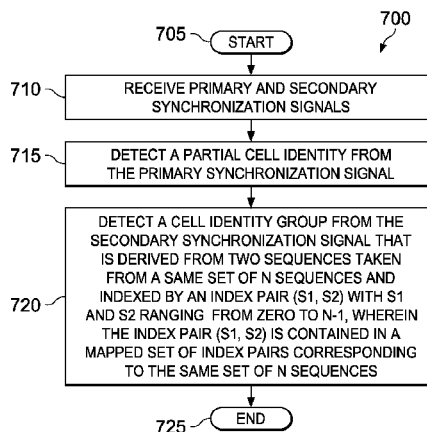 700
705
START
710
RECEIVE PRIMARY AND SECONDARY
SYNCHRONIZATION SIGNALS
715
DETECT A PARTIAL CELL IDENTITY FROM
THE PRIMARY SYNCHRONIZATION SIGNAL
720
DETECT A CELL IDENTITY GROUP FROM THE
SECONDARY SYNCHRONIZATION SIGNAL THAT
IS DERIVED FROM TWO SEQUENCES TAKEN
FROM A SAME SET OF N SEQUENCES AND
INDEXED BY AN INDEX PAIR (S1, S2) WITH S1
AND S2 RANGING FROM ZERO TO N-1, WHEREIN
THE INDEX PAIR (S1, S2) IS CONTAINED IN A
MAPPED SET OF INDEX PAIRS CORRESPONDING
TO THE SAME SET OF N SEQUENCES
END
725